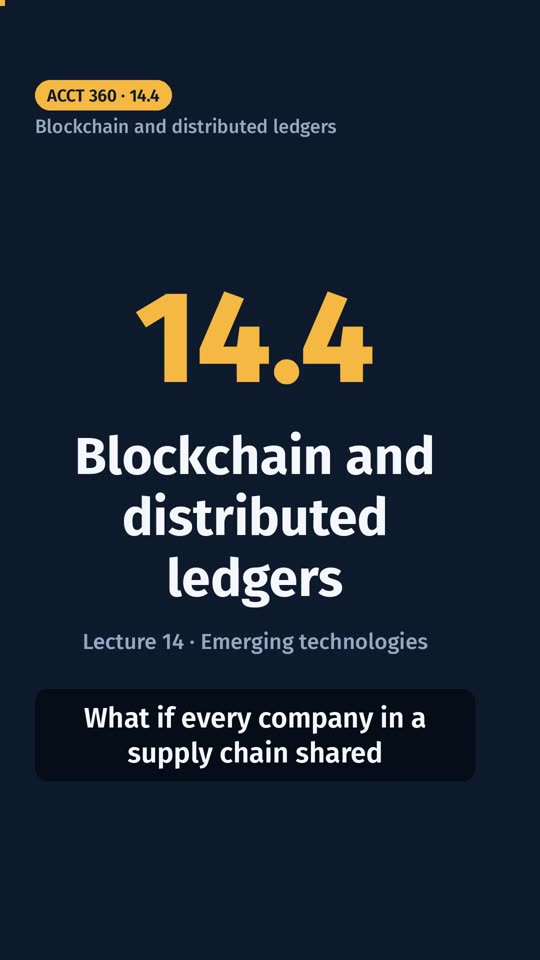 ACCT 360 · 14.4
Blockchain and distributed ledgers
14.4
Blockchain and
distributed
ledgers
Lecture 14 · Emerging technologies
What if every company in a
supply chain shared